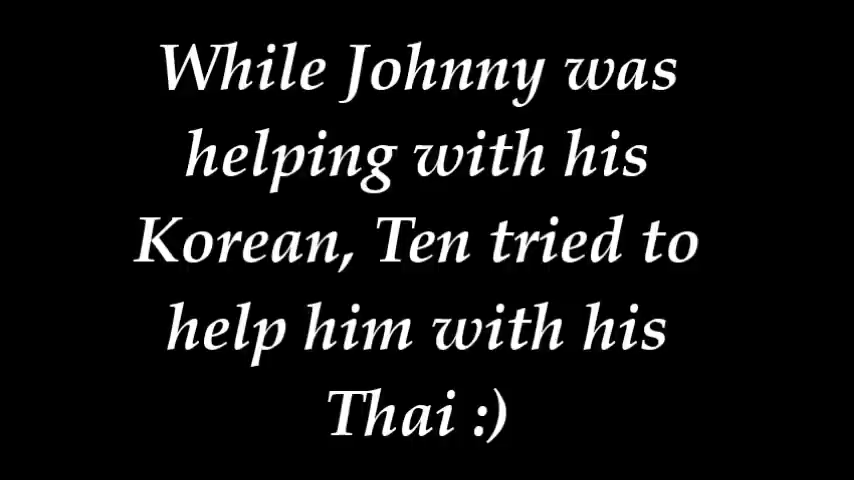 While Johnny was
helping with his
Korean, Ten tried to
help him with his
Thai :)